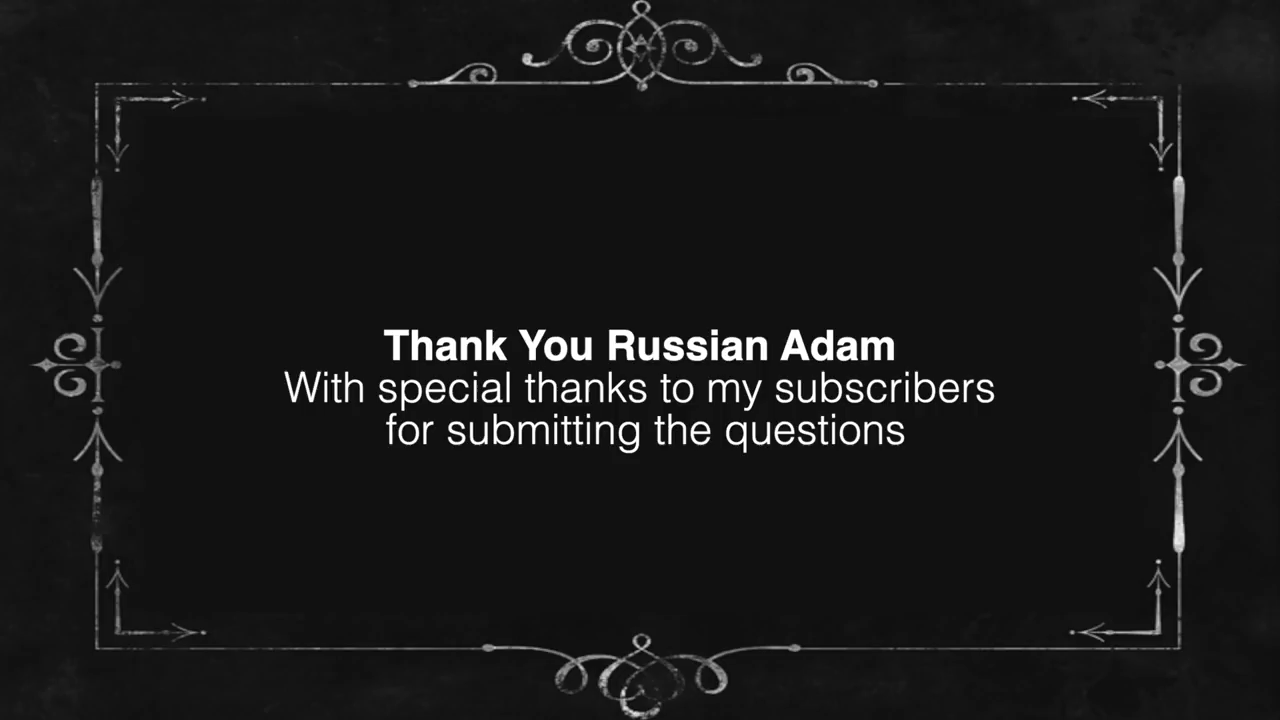 Thank You Russian Adam
With special thanks to my subscribers
for submitting the questions